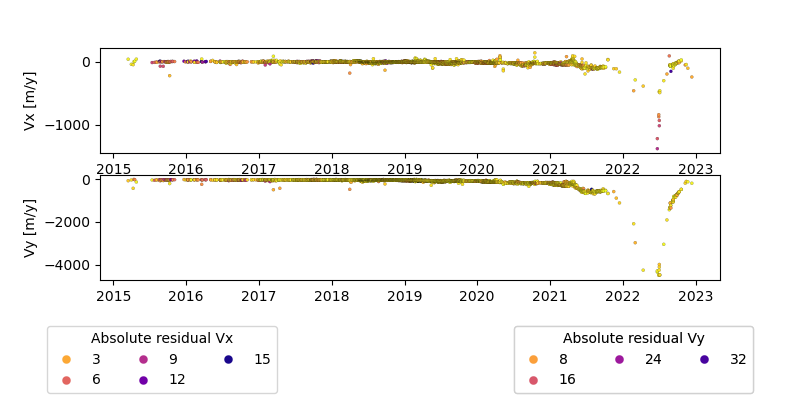 0
−1000
Vx [m/y]
2015 2016 2017 2018 2019 2020 2021 2022 2023
0
−2000
−4000
Vy [m/y]
2015 2016 2017 2018 2019 2020 2021 2022 2023
Absolute residual Vx
3 9 15
6 12
Absolute residual Vy
8 24 32
16